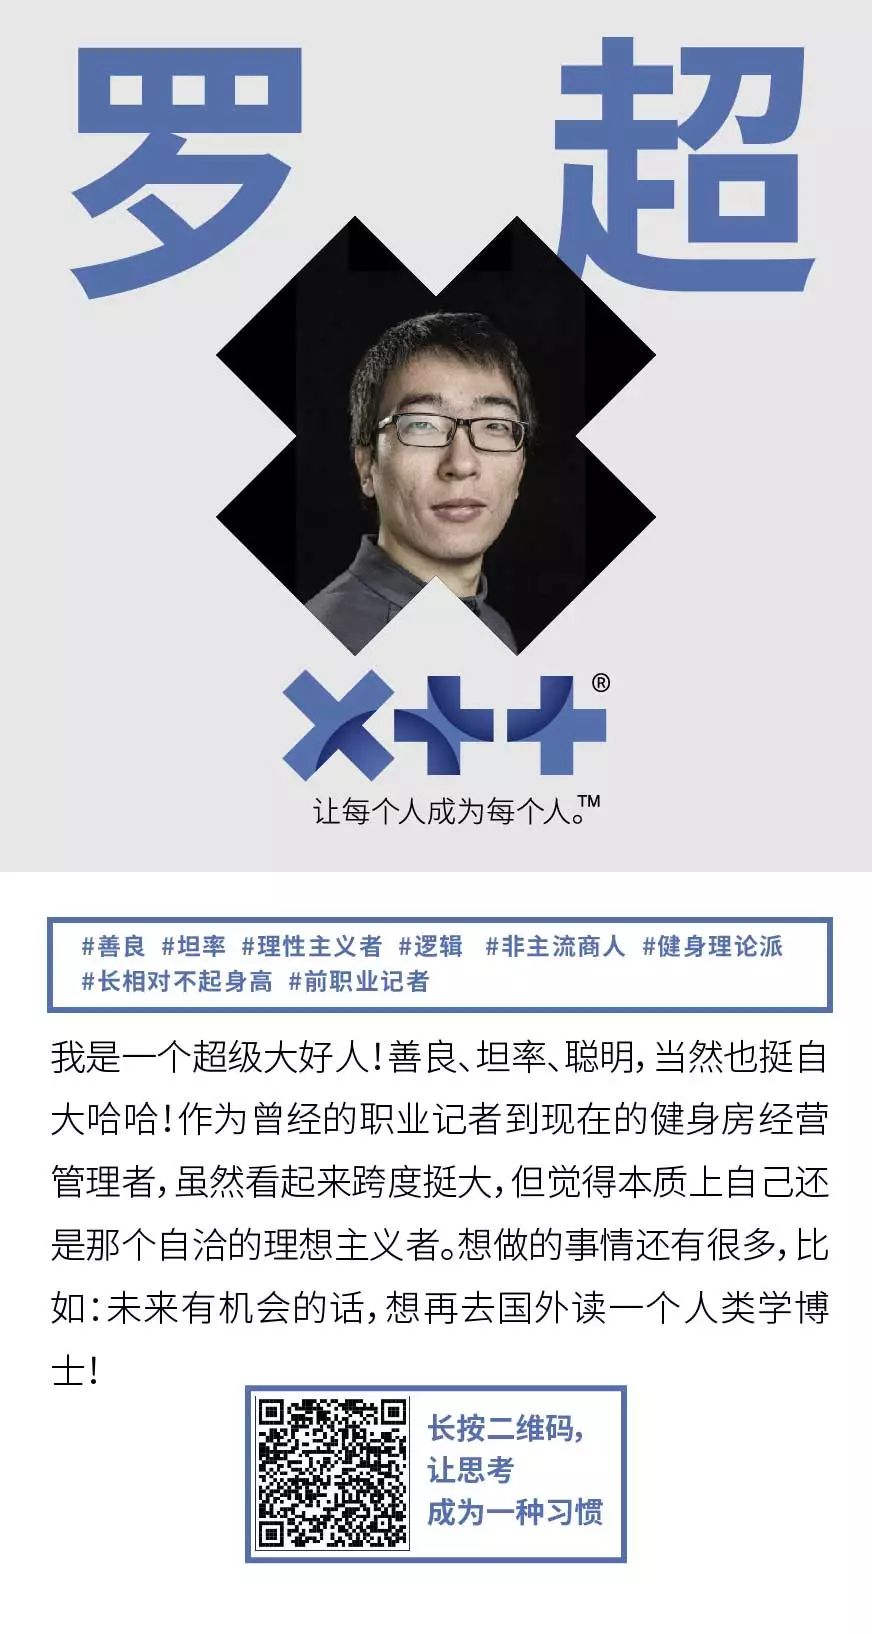 罗 超
×++®
让每个人成为每个人。™
#善良 #坦率 #理性主义者 #逻辑 #非主流商人 #健身理论派
#长相对不起身高 #前职业记者
我是一个超级大好人！善良、坦率、聪明，当然也挺自
大哈哈！作为曾经的职业记者到现在的健身房经营
管理者，虽然看起来跨度挺大，但觉得本质上自己还
是那个自洽的理想主义者。想做的事情还有很多，比
如：未来有机会的话，想再去国外读一个人类学博
士！
长按二维码，
让思考
成为一种习惯